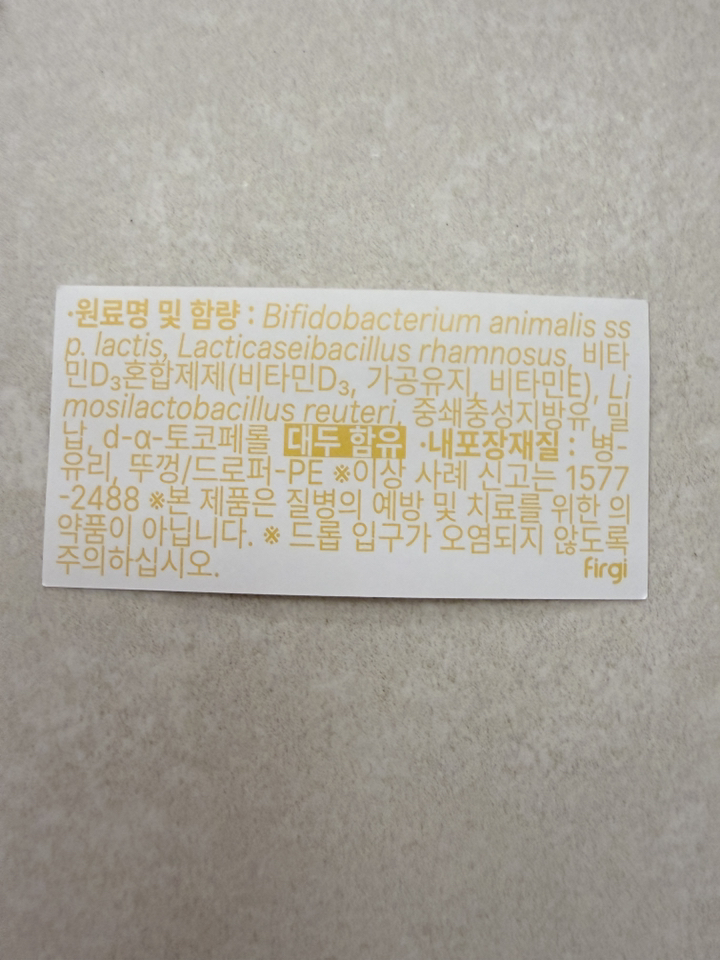 ·원료명 및 함량 : Bifidobacterium animalis ss
p. lactis, Lacticaseibacillus rhamnosus, 비타
민D₃혼합제제(비타민D₃, 가공유지, 비타민E), Li
mosilactobacillus reuteri, 중쇄중성지방유, 밀
납, d-α-토코페롤 대두 함유 ·내포장재질 : 병-
유리, 뚜껑/드로퍼-PE ※이상 사례 신고는 1577
-2488 ※본 제품은 질병의 예방 및 치료를 위한 의
약품이 아닙니다. ※ 드롭 입구가 오염되지 않도록
주의하십시오. firgi